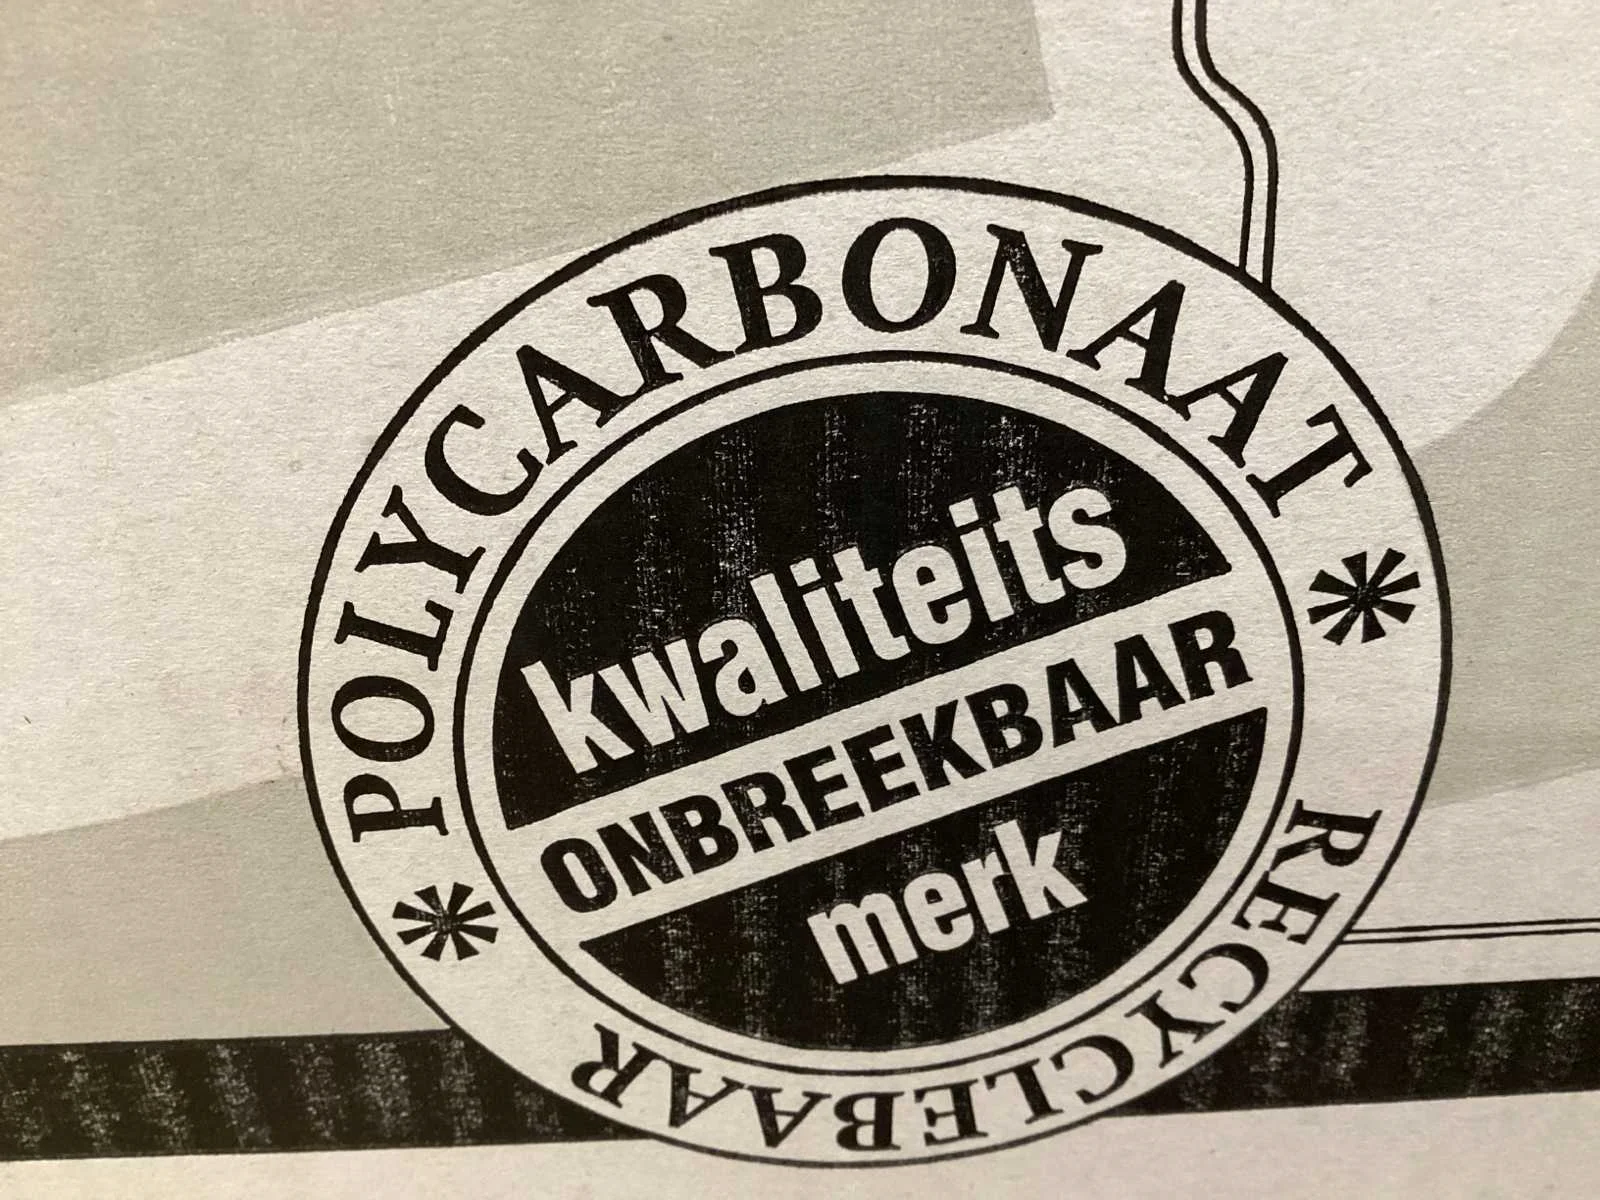 POLYCARBONAAT
kwaliteits
ONBREEKBAAR
merk
RECYCLEBAAR